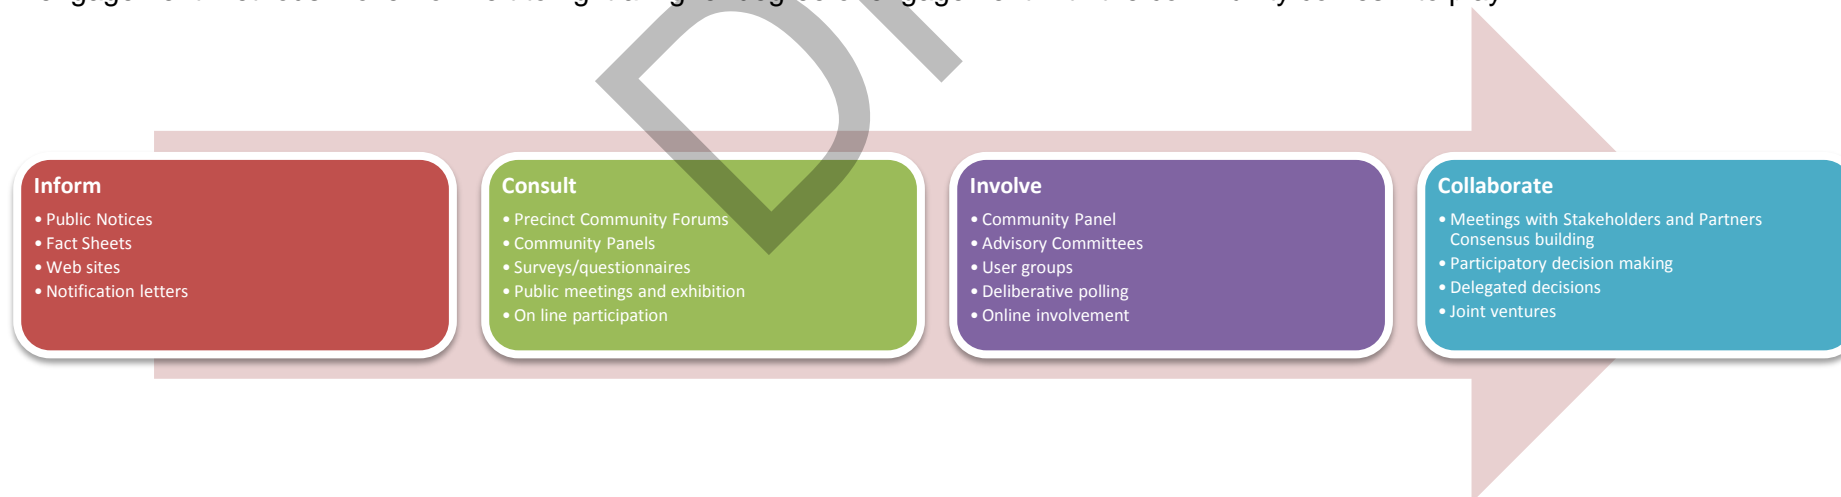 Inform
• Public Notices
• Fact Sheets
• Web sites
• Notification letters
Consult
• Precinct Community Forums
• Community Panels
• Surveys/questionnaires
• Public meetings and exhibition
• On line participation
Involve
• Community Panel
• Advisory Committees
• User groups
• Deliberative polling
• Online involvement
Collaborate
• Meetings with Stakeholders and Partners
Consensus building
• Participatory decision making
• Delegated decisions
• Joint ventures